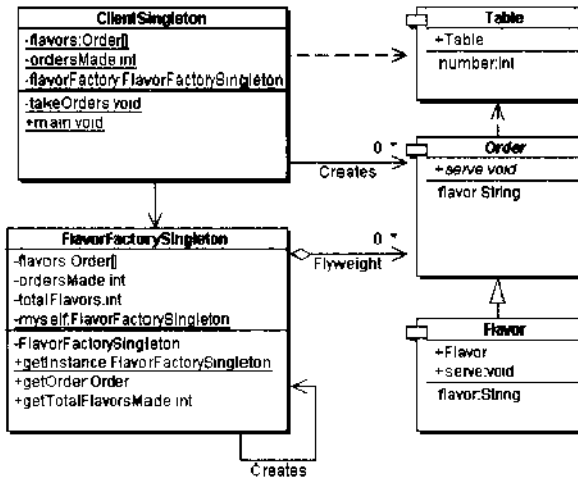 ClientSingleton
-flavors:Order[]
-ordersMade:int
-flavorFactory:FlavorFactorySingleton
-takeOrders:void
+main:void
Table
+Table
number:int
0..*
Creates
Order
+serve:void
flavor:String
FlavorFactorySingleton
-flavors:Order[]
-ordersMade:int
-totalFlavors:int
-myself:FlavorFactorySingleton
-FlavorFactorySingleton
+getInstance:FlavorFactorySingleton
+getOrder:Order
+getTotalFlavorsMade:int
0..*
Flyweight
Flavor
+Flavor
+serve:void
flavor:String
Creates